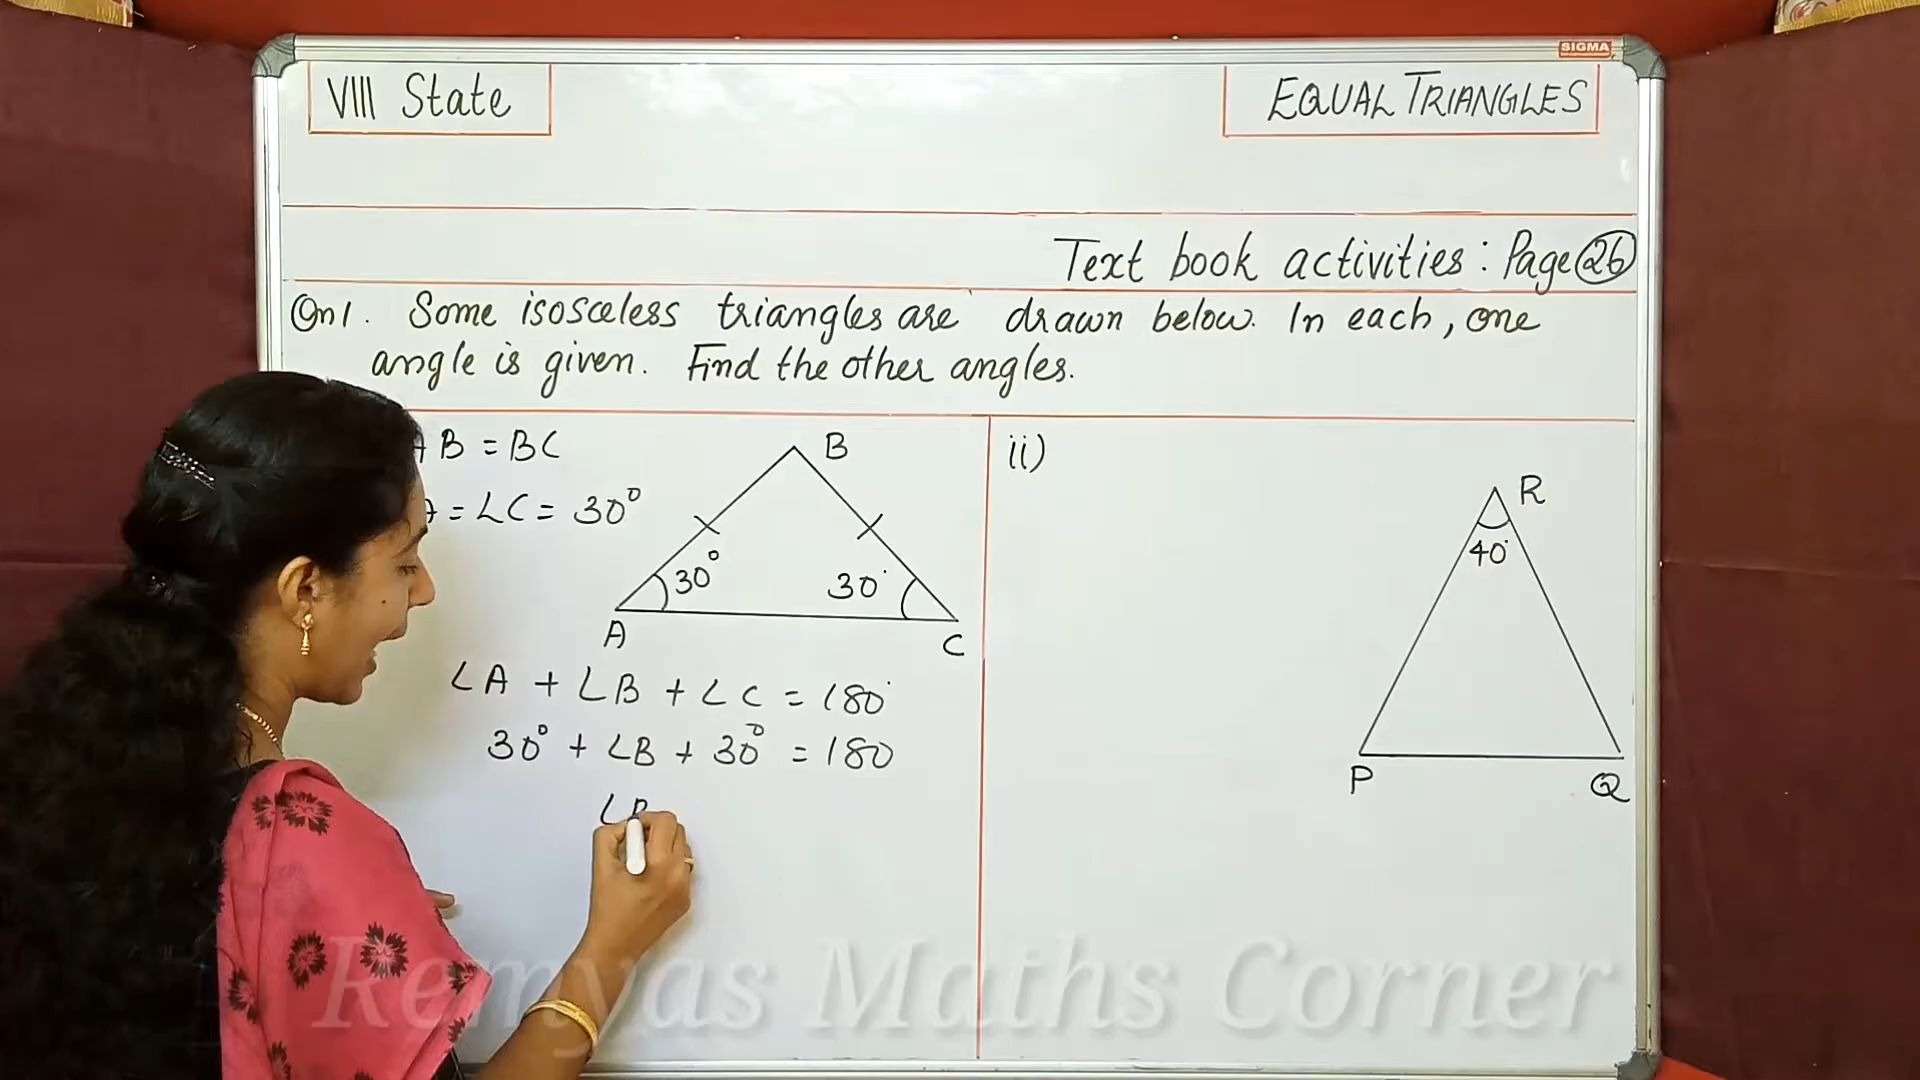 SIGMA
VIII State
EQUAL TRIANGLES
Text book activities : Page 26
Qn1. Some isosceless triangles are drawn below. In each, one
angle is given. Find the other angles.
AB = BC
= ∠C = 30°
B
30°
30°
A
C
∠A + ∠B + ∠C = 180°
30° + ∠B + 30° = 180
∠B
ii)
R
40°
P
Q
Remyas Maths Corner